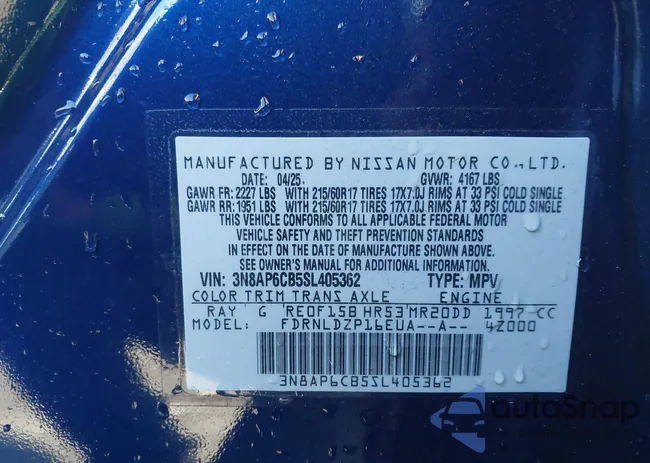 MANUFACTURED BY NISSAN MOTOR CO.,LTD.
DATE 04/25 GVWR: 4167 LBS
GAWR FR: 2227 LBS WITH 215/60R17 TIRES 17X7.0J RIMS AT 33 PSI COLD SINGLE
GAWR RR: 1951 LBS WITH 215/60R17 TIRES 17X7.0J RIMS AT 33 PSI COLD SINGLE
THIS VEHICLE CONFORMS TO ALL APPLICABLE FEDERAL MOTOR
VEHICLE SAFETY AND THEFT PREVENTION STANDARDS
IN EFFECT ON THE DATE OF MANUFACTURE SHOWN ABOVE.
SEE OWNER'S MANUAL FOR ADDITIONAL INFORMATION.
VIN: 3N8AP6CB5SL405362 TYPE: MPV
COLOR TRIM TRANS AXLE ENGINE
RAY G RE0F15B HR53 MR20DD 1997-CC
MODEL: FDRNLDZP16EUA--A-- 4Z000
3N8AP6CB5SL405362
autoSnap